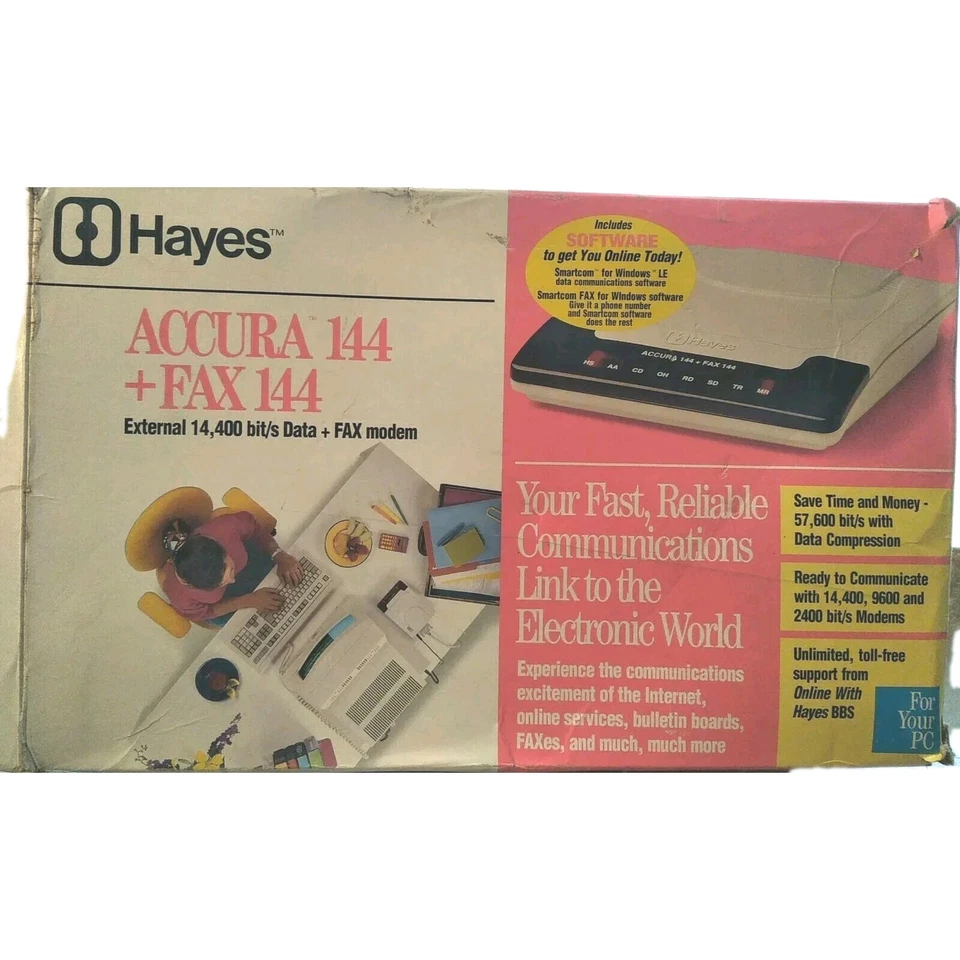 Hayes™
ACCURA™ 144
+ FAX 144
External 14,400 bit/s Data + FAX modem
Includes
SOFTWARE
to get You Online Today!
Smartcom™ for Windows™ LE
data communications software
Smartcom FAX for Windows software
Give it a phone number
and Smartcom software
does the rest
Hayes
ACCURA 144 + FAX 144
HS AA CD OH RD SD TR MR
Your Fast, Reliable
Communications
Link to the
Electronic World
Experience the communications
excitement of the Internet,
online services, bulletin boards,
FAXes, and much, much more
Save Time and Money -
57,600 bit/s with
Data Compression
Ready to Communicate
with 14,400, 9600 and
2400 bit/s Modems
Unlimited, toll-free
support from
Online With
Hayes BBS
For
Your
PC